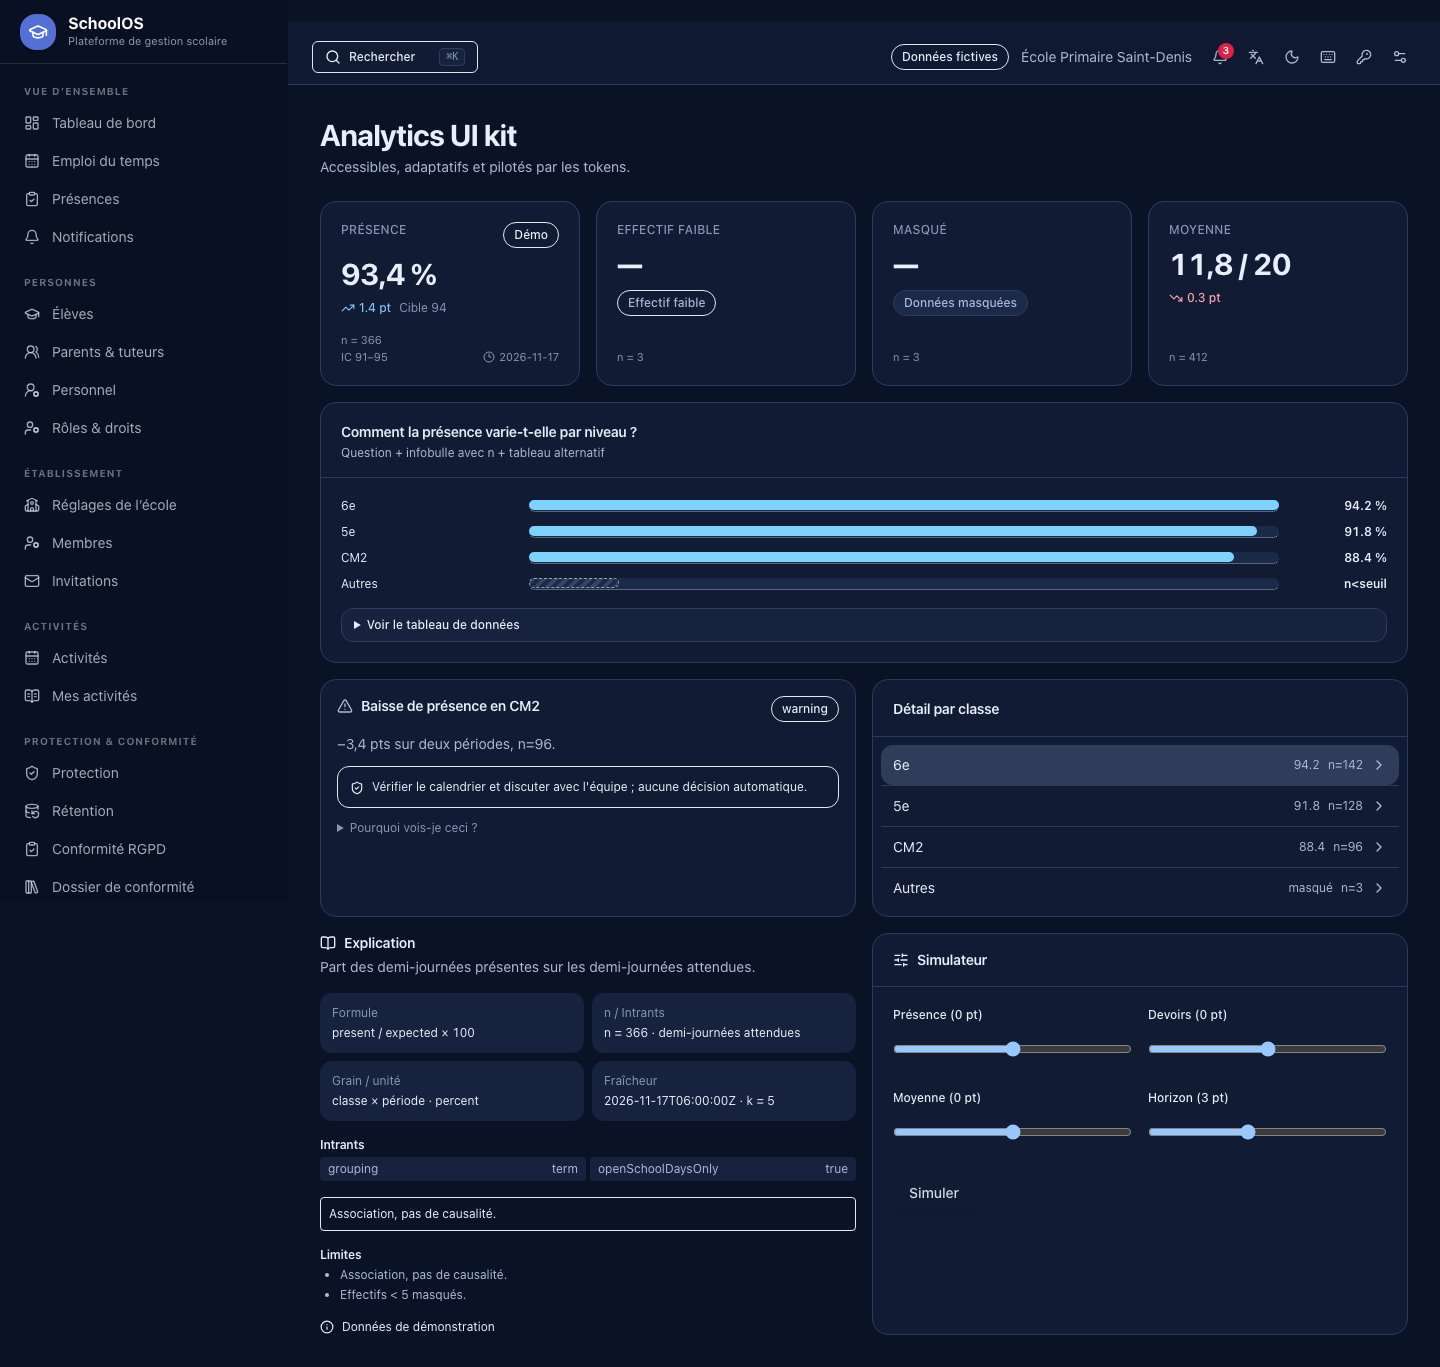 SchoolOS
Plateforme de gestion scolaire
VUE D'ENSEMBLE
Tableau de bord
Emploi du temps
Présences
Notifications
PERSONNES
Élèves
Parents & tuteurs
Personnel
Rôles & droits
ÉTABLISSEMENT
Réglages de l'école
Membres
Invitations
ACTIVITÉS
Activités
Mes activités
PROTECTION & CONFORMITÉ
Protection
Rétention
Conformité RGPD
Dossier de conformité
Rechercher ⌘K
Données fictives
École Primaire Saint-Denis
3
Analytics UI kit
Accessibles, adaptatifs et pilotés par les tokens.
PRÉSENCE
Démo
93,4 %
1.4 pt Cible 94
n = 366
IC 91–95
2026-11-17
EFFECTIF FAIBLE
—
Effectif faible
n = 3
MASQUÉ
—
Données masquées
n = 3
MOYENNE
11,8 / 20
0.3 pt
n = 412
Comment la présence varie-t-elle par niveau ?
Question + infobulle avec n + tableau alternatif
6e 94.2 %
5e 91.8 %
CM2 88.4 %
Autres n<seuil
Voir le tableau de données
Baisse de présence en CM2
warning
−3,4 pts sur deux périodes, n=96.
Vérifier le calendrier et discuter avec l'équipe ; aucune décision automatique.
Pourquoi vois-je ceci ?
Détail par classe
6e 94.2 n=142
5e 91.8 n=128
CM2 88.4 n=96
Autres masqué n=3
Explication
Part des demi-journées présentes sur les demi-journées attendues.
Formule
present / expected × 100
n / Intrants
n = 366 · demi-journées attendues
Grain / unité
classe × période · percent
Fraîcheur
2026-11-17T06:00:00Z · k = 5
Intrants
grouping term
openSchoolDaysOnly true
Association, pas de causalité.
Limites
• Association, pas de causalité.
• Effectifs < 5 masqués.
Données de démonstration
Simulateur
Présence (0 pt)
Devoirs (0 pt)
Moyenne (0 pt)
Horizon (3 pt)
Simuler